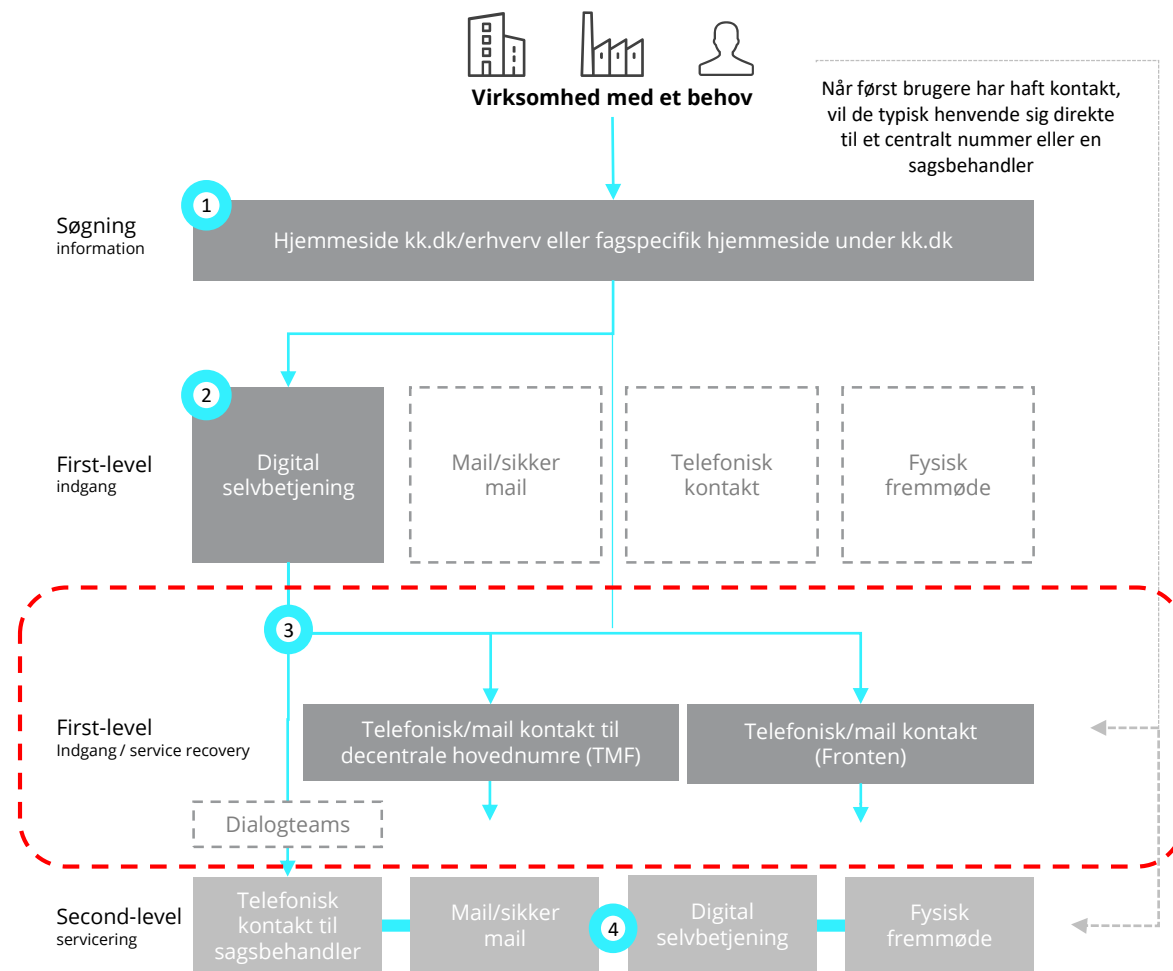 Virksomhed med et behov
Når først brugere har haft kontakt,
vil de typisk henvende sig direkte
til et centralt nummer eller en
sagsbehandler
1
Søgning
information
Hjemmeside kk.dk/erhverv eller fagspecifik hjemmeside under kk.dk
2
First-level
indgang
Digital
selvbetjening
Mail/sikker
mail
Telefonisk
kontakt
Fysisk
fremmøde
3
First-level
Indgang / service recovery
Telefonisk/mail kontakt til
decentrale hovednumre (TMF)
Telefonisk/mail kontakt
(Fronten)
Dialogteams
Second-level
servicering
Telefonisk
kontakt til
sagsbehandler
Mail/sikker
mail
4
Digital
selvbetjening
Fysisk
fremmøde